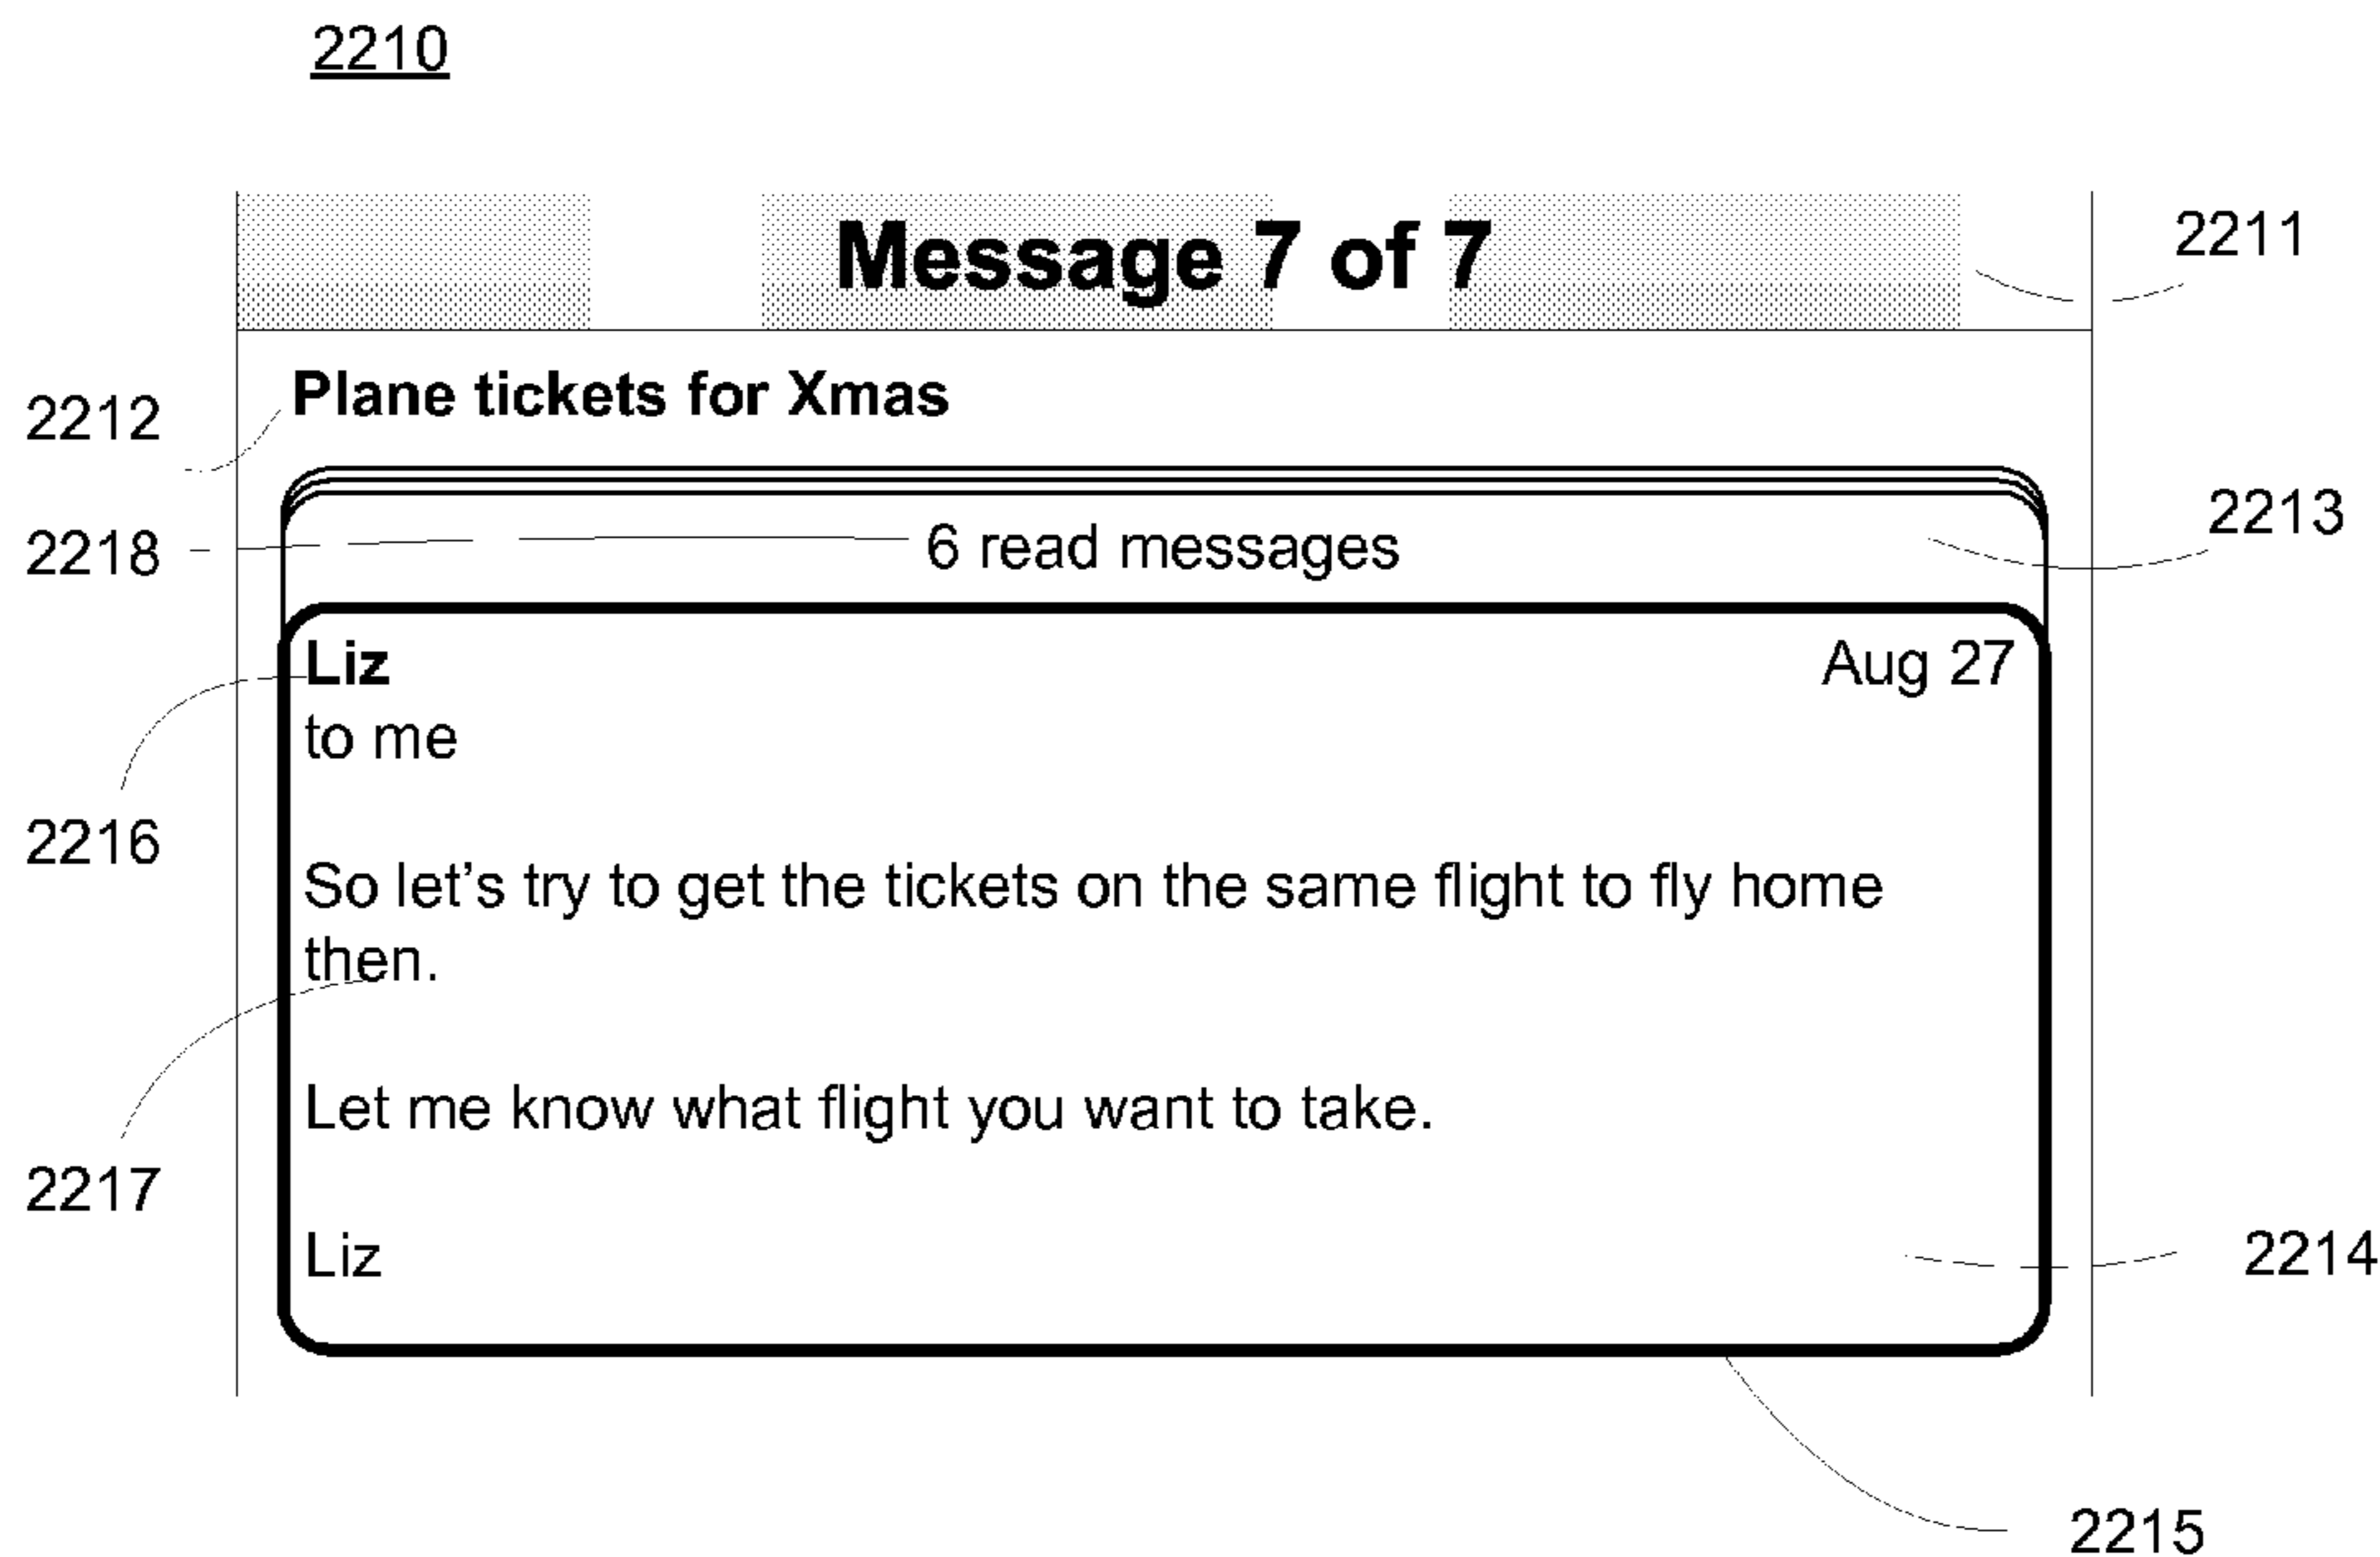 2210
Message 7 of 7
2211
Plane tickets for Xmas
2212
2213
6 read messages
2218
Liz
Aug 27
to me
2216
So let’s try to get the tickets on the same flight to fly home
then.
Let me know what flight you want to take.
2217
Liz
2214
2215